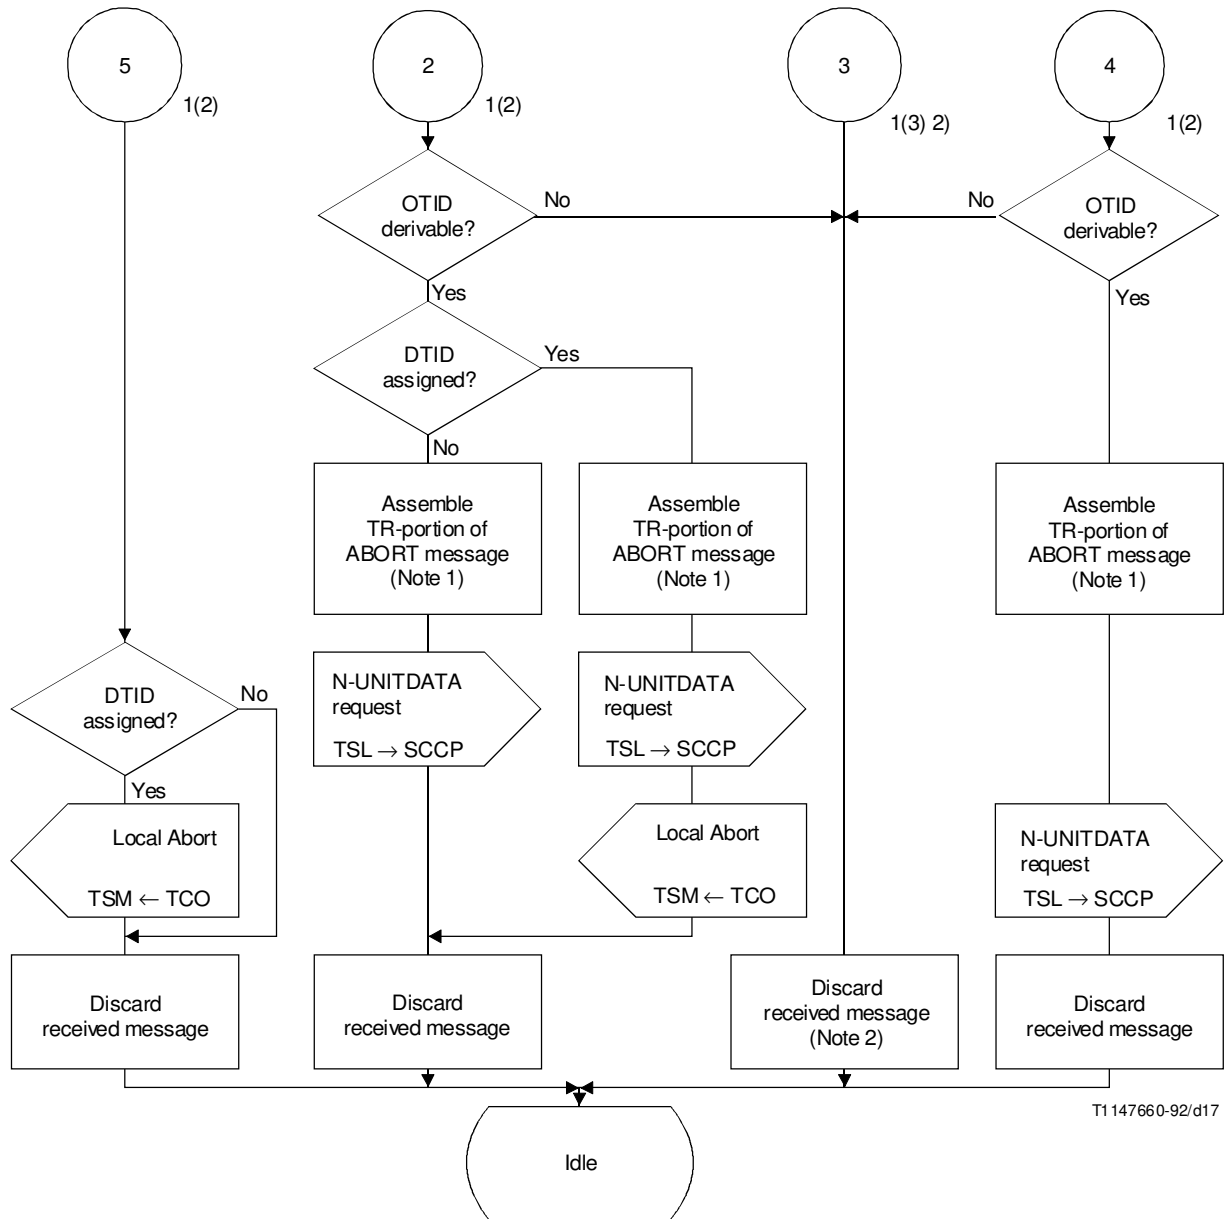 5
1(2)
2
1(2)
3
1(3) 2)
4
1(2)
OTID
derivable?
No
Yes
No
OTID
derivable?
Yes
DTID
assigned?
Yes
No
Assemble
TR-portion of
ABORT message
(Note 1)
Assemble
TR-portion of
ABORT message
(Note 1)
Assemble
TR-portion of
ABORT message
(Note 1)
DTID
assigned?
No
Yes
N-UNITDATA
request
TSL → SCCP
N-UNITDATA
request
TSL → SCCP
Local Abort
TSM ← TCO
Local Abort
TSM ← TCO
N-UNITDATA
request
TSL → SCCP
Discard
received message
Discard
received message
Discard
received message
(Note 2)
Discard
received message
T1147660-92/d17
Idle